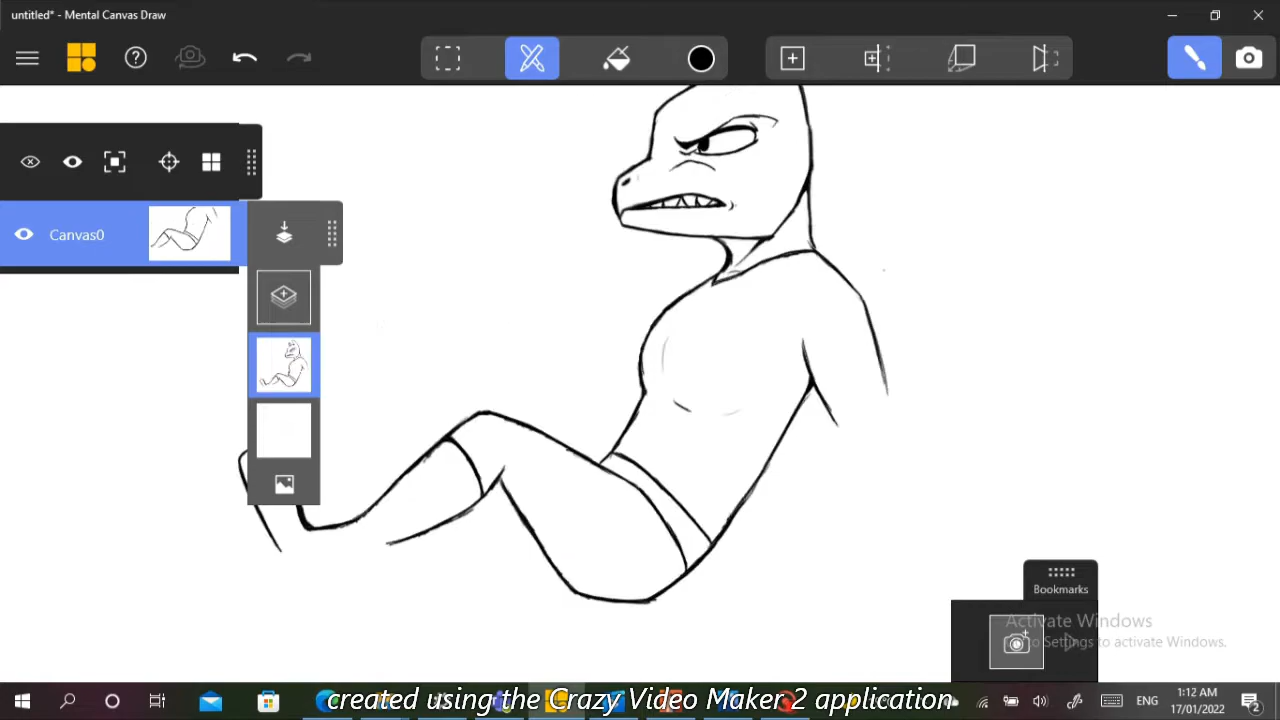 untitled* - Mental Canvas Draw
Canvas0
Bookmarks
Activate Windows
to Settings to activate Windows.
created using the Crazy Video Maker 2 application
ENG
1:12 AM
17/01/2022
2